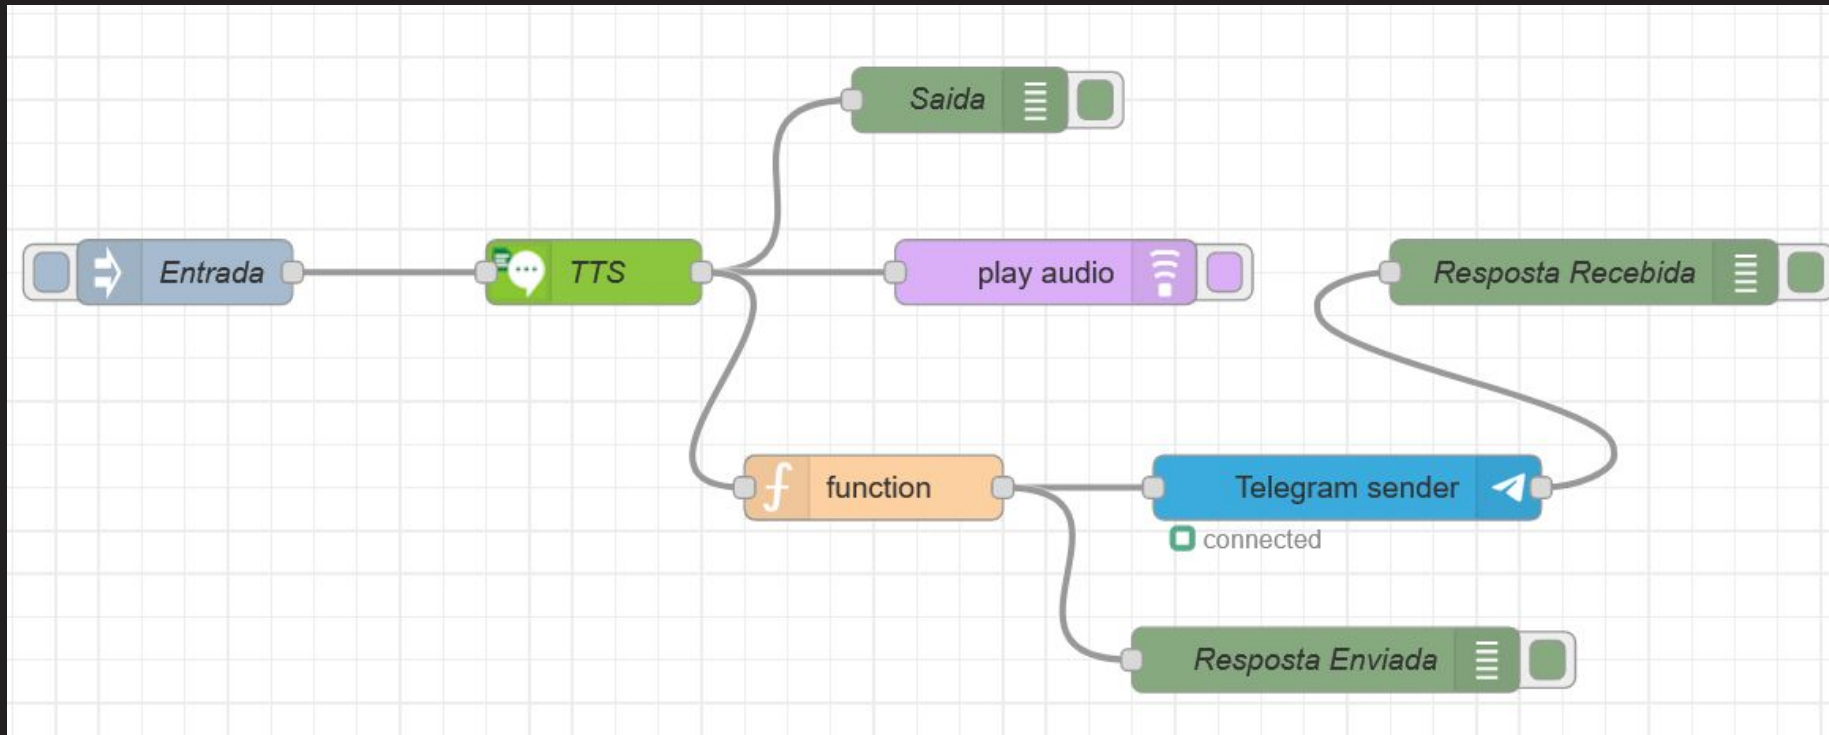 Saida
Entrada
TTS
play audio
Resposta Recebida
function
Telegram sender
connected
Resposta Enviada